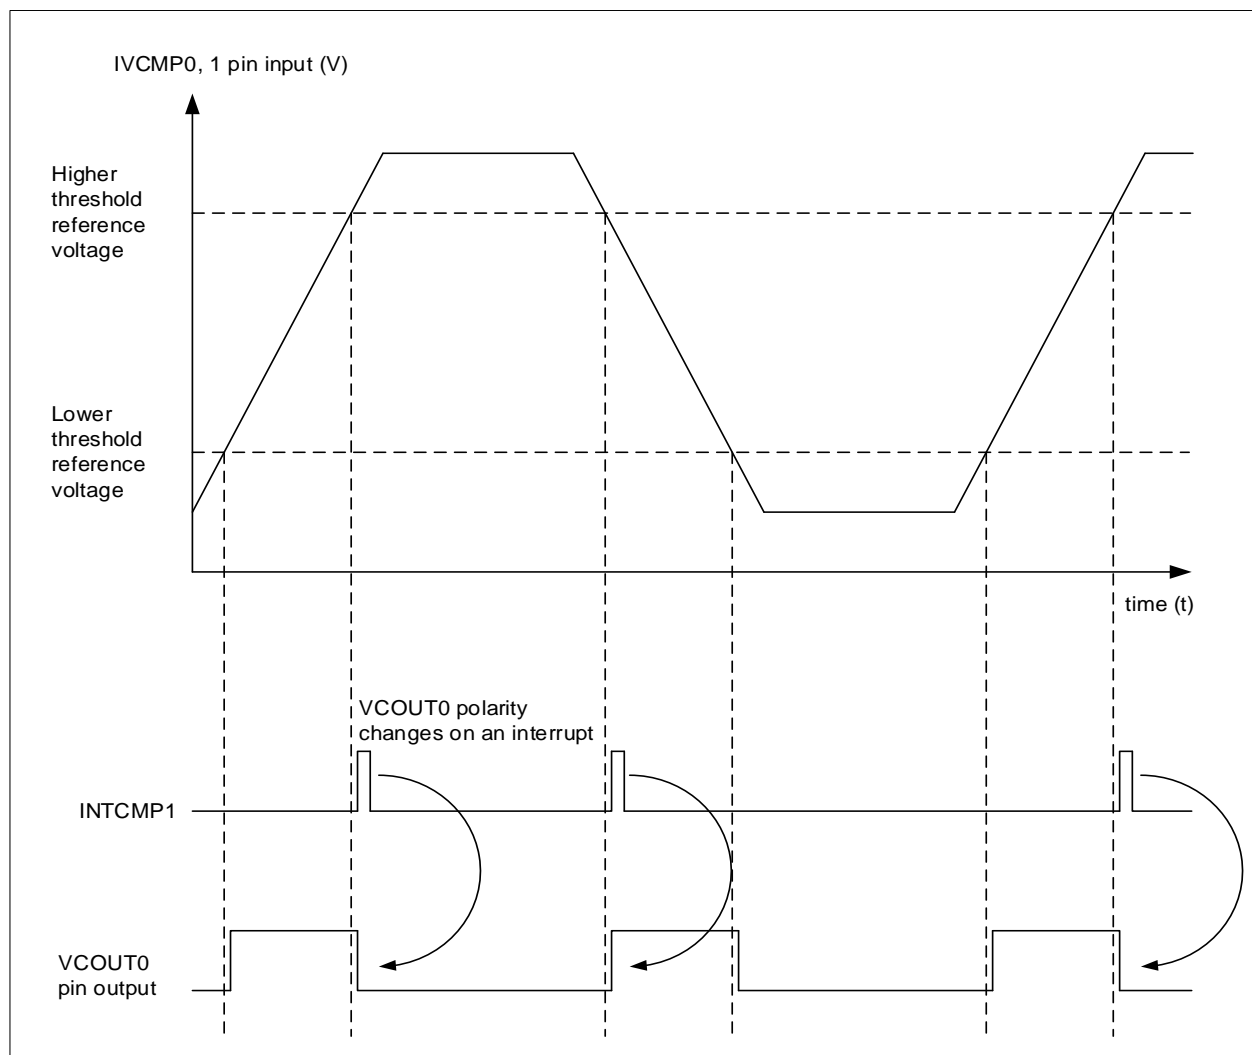 IVCMP0, 1 pin input (V)
Higher
threshold
reference
voltage
Lower
threshold
reference
voltage
time (t)
VCOUT0 polarity
changes on an interrupt
INTCMP1
VCOUT0
pin output